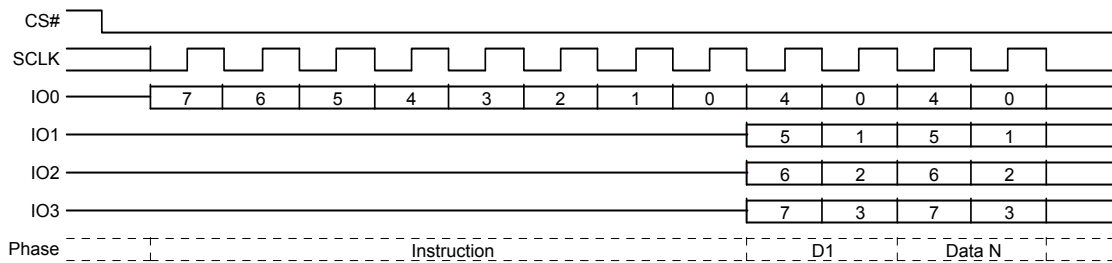 CS#
SCLK
IO0 7 6 5 4 3 2 1 0 4 0 4 0
IO1 5 1 5 1
IO2 6 2 6 2
IO3 7 3 7 3
Phase Instruction D1 Data N